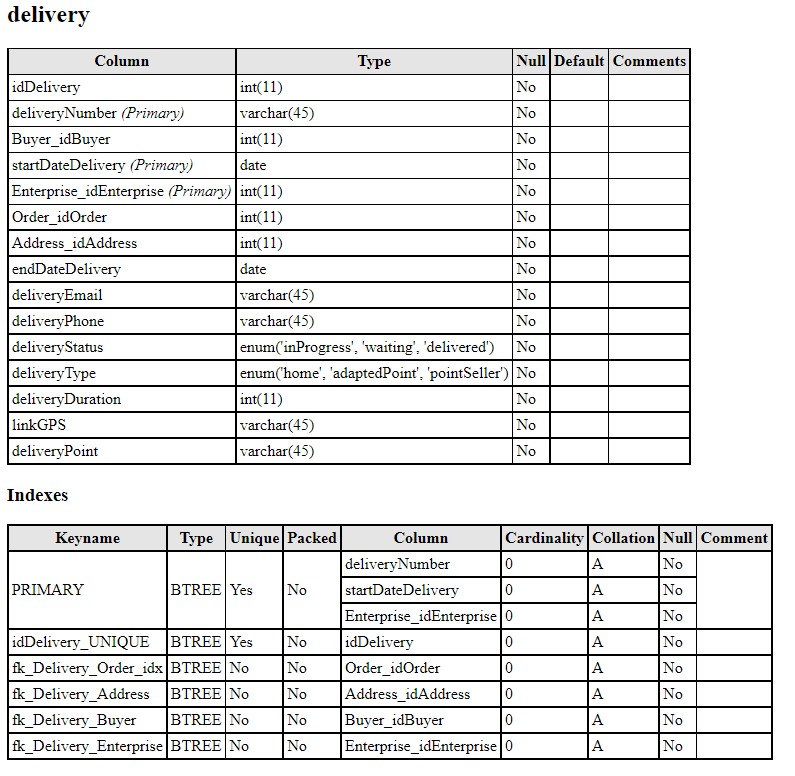 delivery
Column Type Null Default Comments
idDelivery int(11) No
deliveryNumber (Primary) varchar(45) No
Buyer_idBuyer int(11) No
startDateDelivery (Primary) date No
Enterprise_idEnterprise (Primary) int(11) No
Order_idOrder int(11) No
Address_idAddress int(11) No
endDateDelivery date No
deliveryEmail varchar(45) No
deliveryPhone varchar(45) No
deliveryStatus enum('inProgress', 'waiting', 'delivered') No
deliveryType enum('home', 'adaptedPoint', 'pointSeller') No
deliveryDuration int(11) No
linkGPS varchar(45) No
deliveryPoint varchar(45) No
Indexes
Keyname Type Unique Packed Column Cardinality Collation Null Comment
deliveryNumber 0 A No
PRIMARY BTREE Yes No startDateDelivery 0 A No
Enterprise_idEnterprise 0 A No
idDelivery_UNIQUE BTREE Yes No idDelivery 0 A No
fk_Delivery_Order_idx BTREE No No Order_idOrder 0 A No
fk_Delivery_Address BTREE No No Address_idAddress 0 A No
fk_Delivery_Buyer BTREE No No Buyer_idBuyer 0 A No
fk_Delivery_Enterprise BTREE No No Enterprise_idEnterprise 0 A No